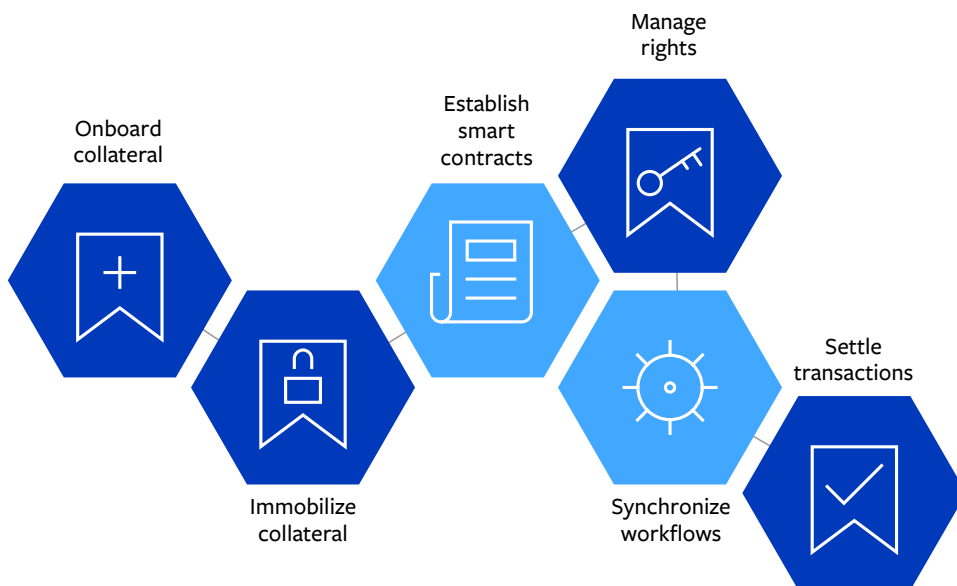 Onboard
collateral
Immobilize
collateral
Establish
smart
contracts
Manage
rights
Synchronize
workflows
Settle
transactions